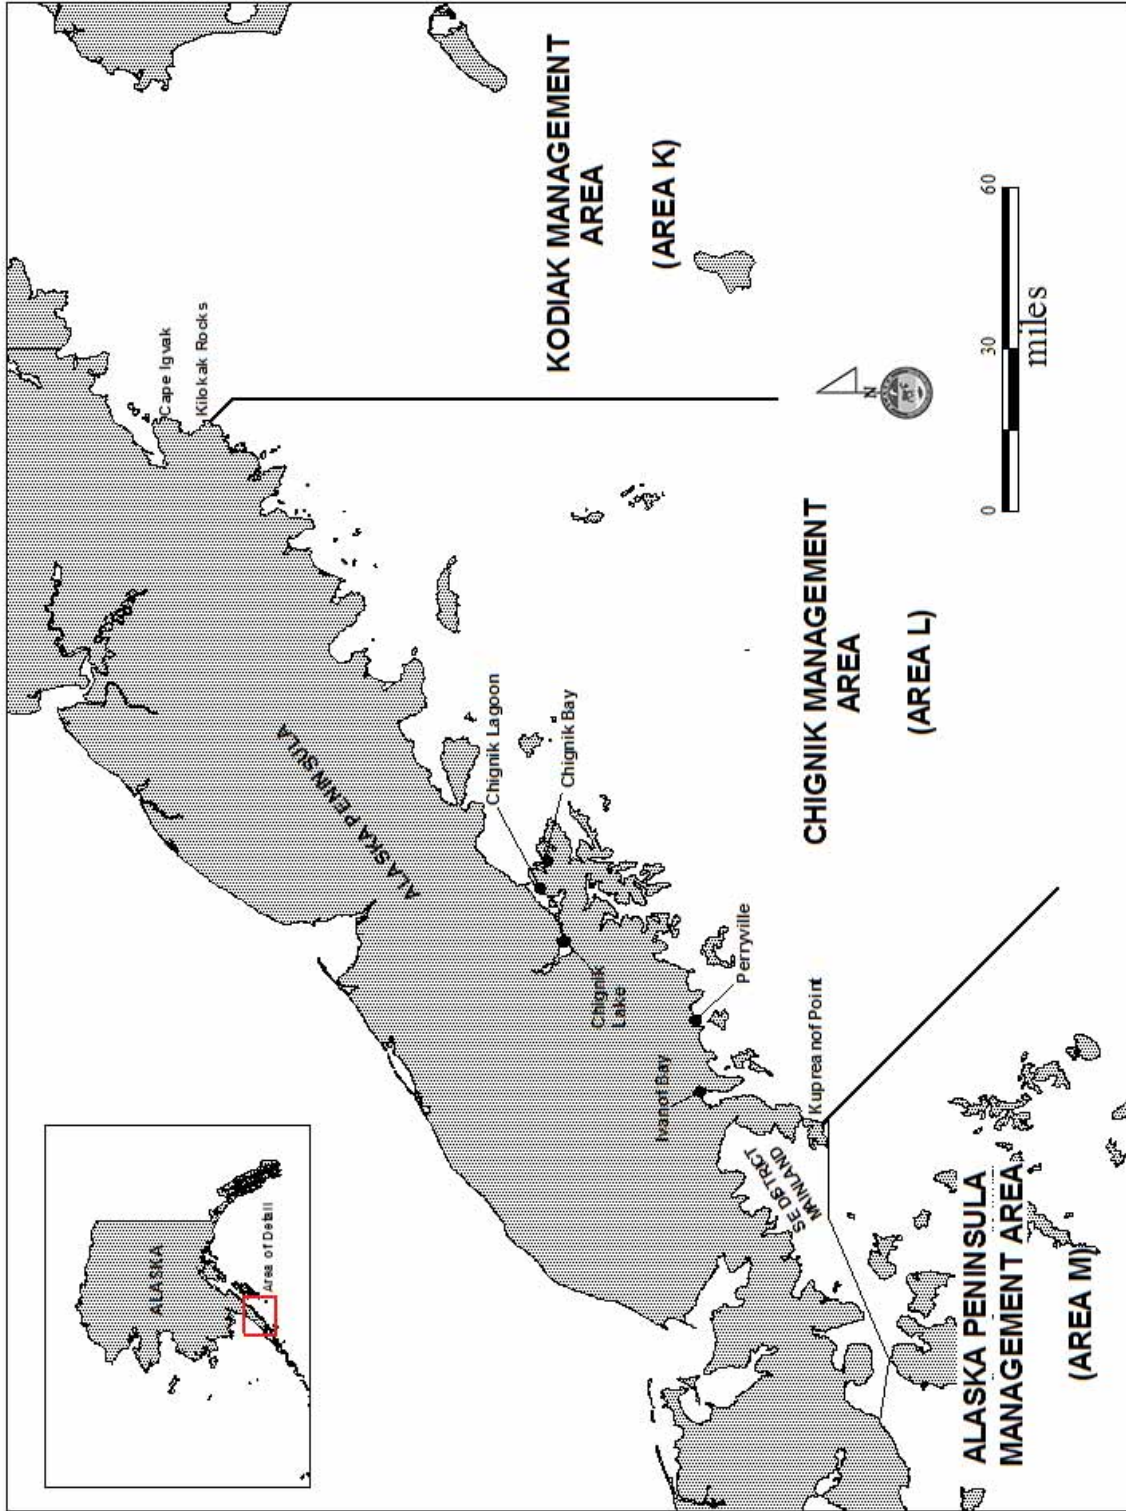 ALASKA
Area of Detail
ALASKA PENINSULA
Cape Igvak
Kilokak Rocks
KODIAK MANAGEMENT
AREA
(AREA K)
Chignik Lagoon
Chignik Bay
Chignik
Lake
Ivanof Bay
Perryville
Kupreanof Point
SE DISTRICT
MAINLAND
CHIGNIK MANAGEMENT
AREA
(AREA L)
ALASKA PENINSULA
MANAGEMENT AREA
(AREA M)
N
0 30 60
miles